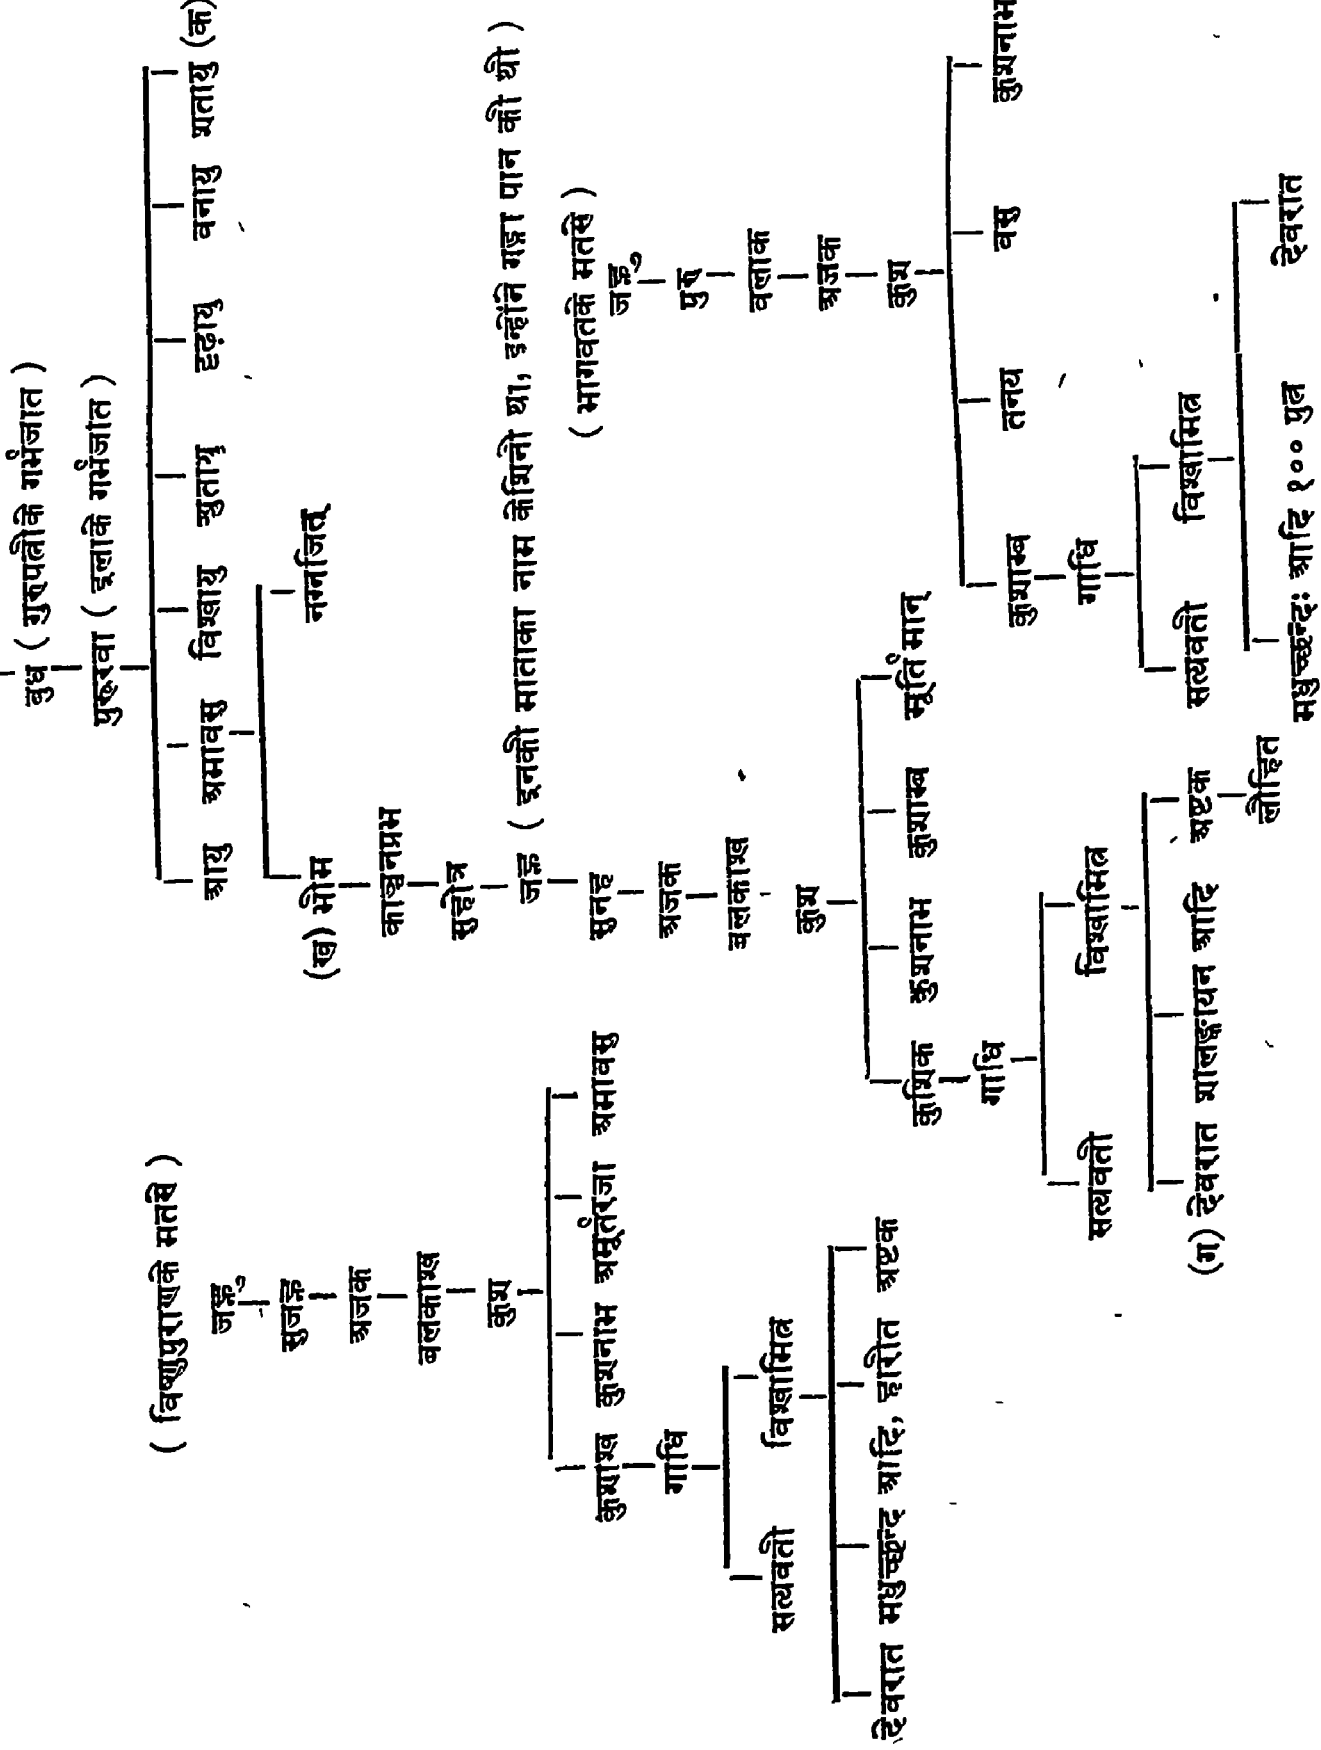 बुध ( गुरुपत्नीके गर्भजात )
पुरूरवा ( इलाके गर्भजात )
आयु अमावसु विश्वायु श्रुतायु दृढ़ायु वनायु शतायु (क)
(ख) भीम नग्नजित्
काञ्चनप्रभ
सुहोत्र
जह्नु ( इनकी माताका नाम केशिनी था, इन्होंने गङ्गा पान की थी )
सुनह
अजक
वलकाश्व
कुश
कुशिक कुशनाभ कुशाम्ब मूर्तिमान्
गाधि
सत्यवती विश्वामित्र
(ग) देवरात शालङ्कायन आदि अष्टक
लौहित
( विष्णुपुराणके मतसे )
जह्नु
सुजह्नु
अजक
वलकाश्व
कुश
कुशाश्व कुशनाभ अमूर्तरजा अमावसु
गाधि
सत्यवती विश्वामित्र
देवरात मधुच्छन्द आदि, हारीत अष्टक
( भागवतके मतसे )
जह्नु
पुरु
वलाक
अजक
कुश
कुशाम्ब तनय वसु कुशनाभ
गाधि
सत्यवती विश्वामित्र
मधुच्छन्दः आदि १०० पुत्र देवरात